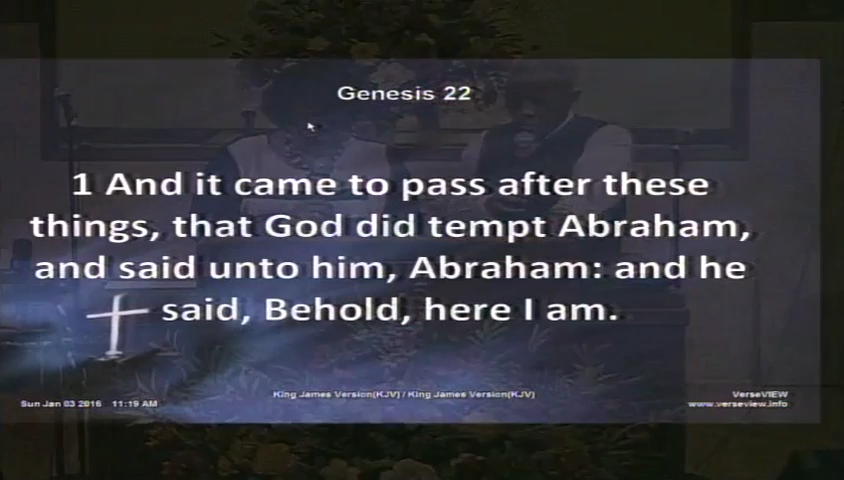 Genesis 22
1 And it came to pass after these
things, that God did tempt Abraham,
and said unto him, Abraham: and he
said, Behold, here I am.
King James Version(KJV) / King James Version(KJV)
Sun Jan 03 2016 11:19 AM
VerseVIEW
www.verseview.info